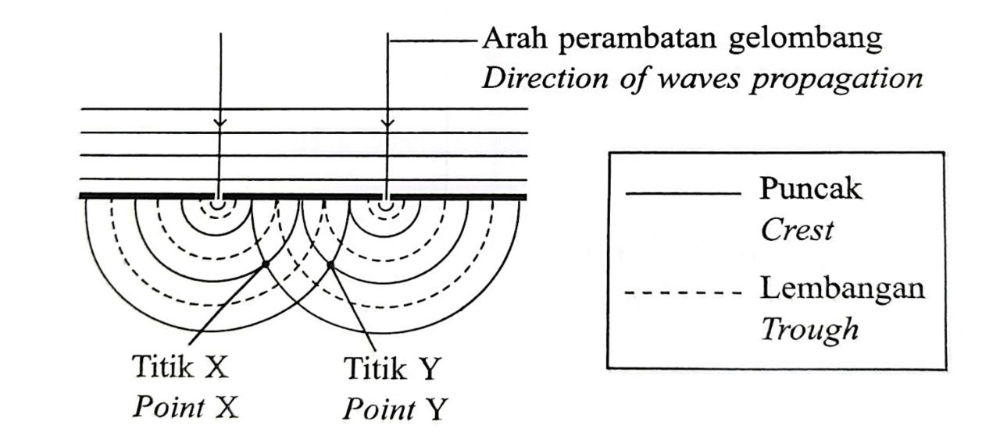 Arah perambatan gelombang
Direction of waves propagation
Puncak
Crest
Lembangan
Trough
Titik X
Point X
Titik Y
Point Y